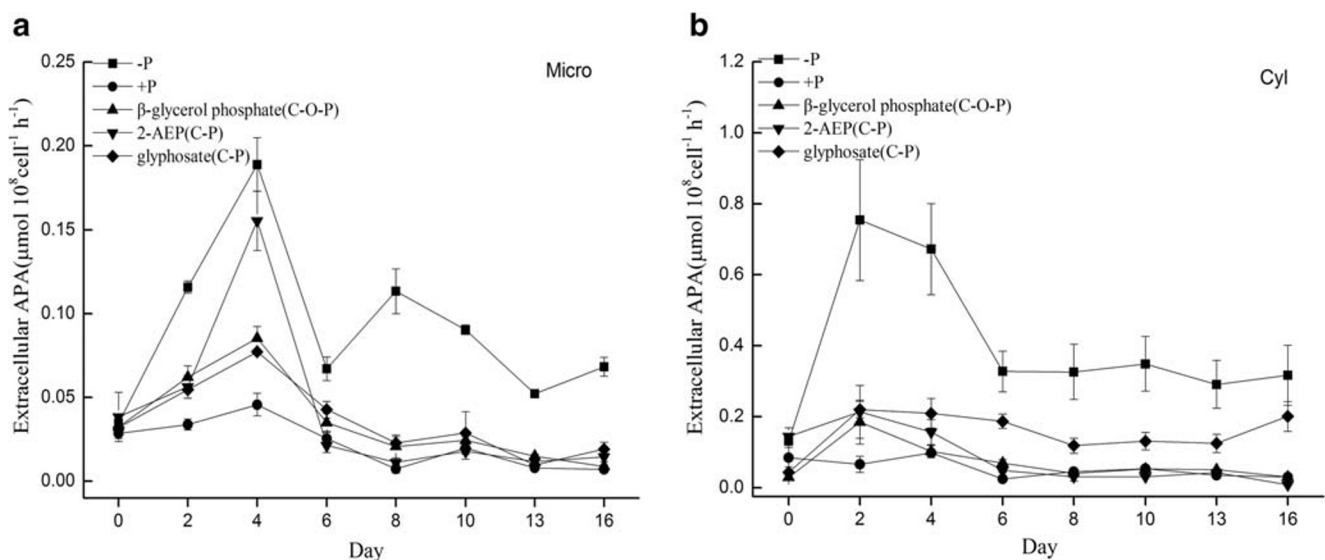 a
Extracellular APA(μmol 10⁸cell⁻¹ h⁻¹)
0.25
0.20
0.15
0.10
0.05
0.00
-P
+P
β-glycerol phosphate(C-O-P)
2-AEP(C-P)
glyphosate(C-P)
Micro
0 2 4 6 8 10 13 16
Day
b
Extracellular APA(μmol 10⁸cell⁻¹ h⁻¹)
1.2
1.0
0.8
0.6
0.4
0.2
0.0
-P
+P
β-glycerol phosphate(C-O-P)
2-AEP(C-P)
glyphosate(C-P)
Cyl
0 2 4 6 8 10 13 16
Day